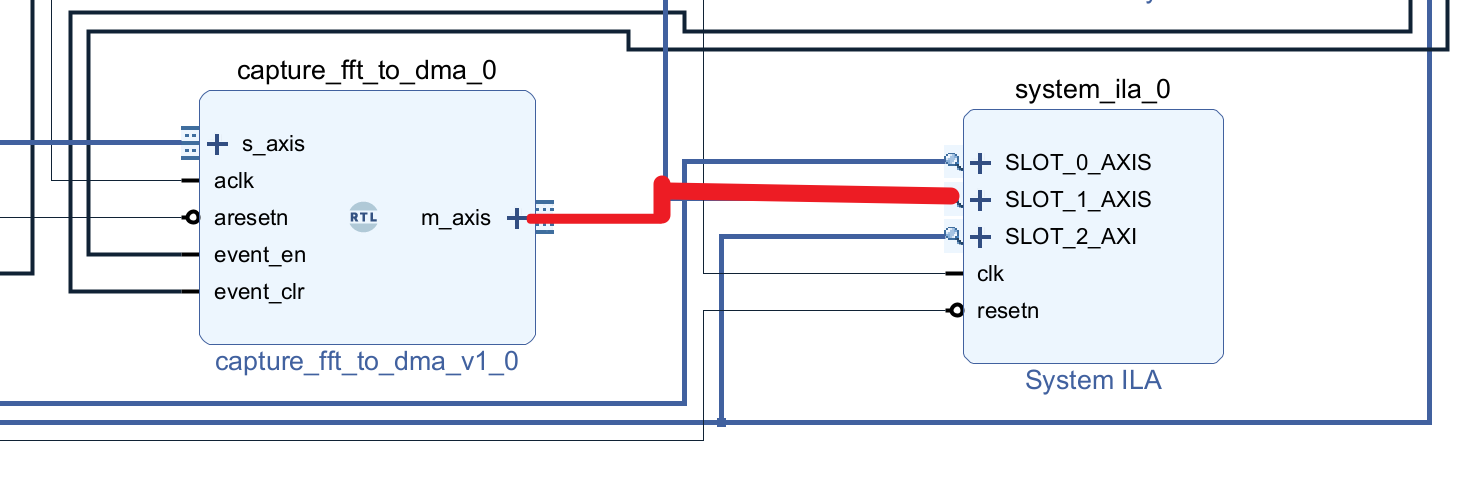 capture_fft_to_dma_0
s_axis
aclk
aresetn
RTL
m_axis
event_en
event_clr
capture_fft_to_dma_v1_0
system_ila_0
SLOT_0_AXIS
SLOT_1_AXIS
SLOT_2_AXI
clk
resetn
System ILA